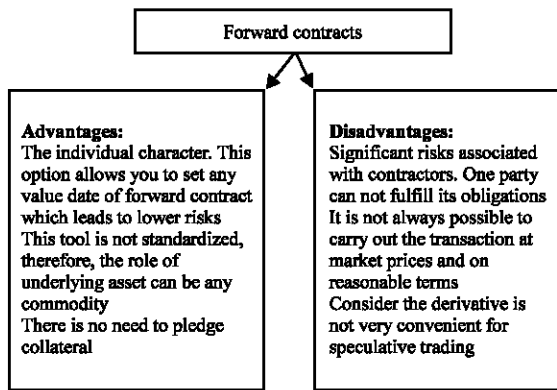 Forward contracts
Advantages:
The individual character. This
option allows you to set any
value date of forward contract
which leads to lower risks
This tool is not standardized,
therefore, the role of
underlying asset can be any
commodity
There is no need to pledge
collateral
Disadvantages:
Significant risks associated
with contractors. One party
can not fulfill its obligations
It is not always possible to
carry out the transaction at
market prices and on
reasonable terms
Consider the derivative is
not very convenient for
speculative trading